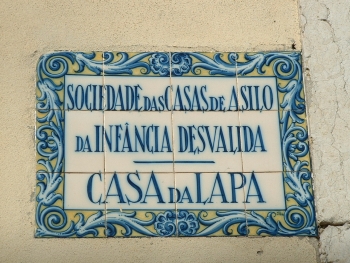 SOCIEDADE DAS CASAS DE ASILO
DA INFÂNCIA DESVALIDA
CASA DA LAPA